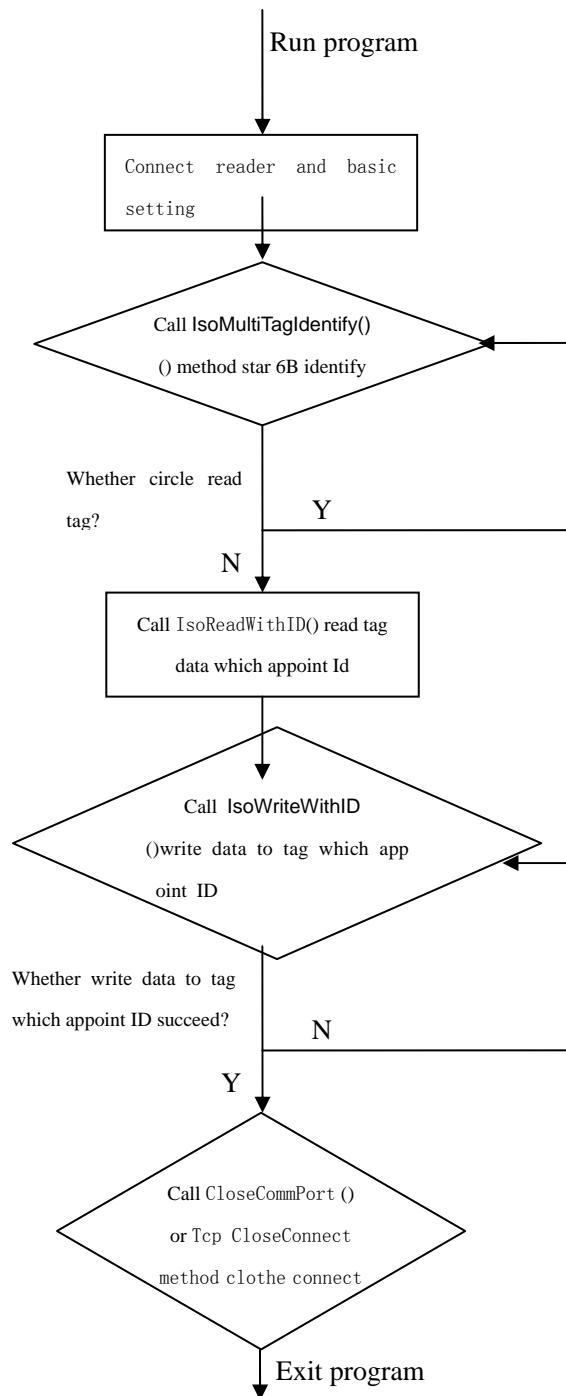 Run program
Connect reader and basic
setting
Call IsoMultiTagIdentify()
() method star 6B identify
Whether circle read
tag?
Y
N
Call IsoReadWithID() read tag
data which appoint Id
Call IsoWriteWithID
()write data to tag which app
oint ID
Whether write data to tag
which appoint ID succeed?
N
Y
Call CloseCommPort ()
or Tcp CloseConnect
method clothe connect
Exit program